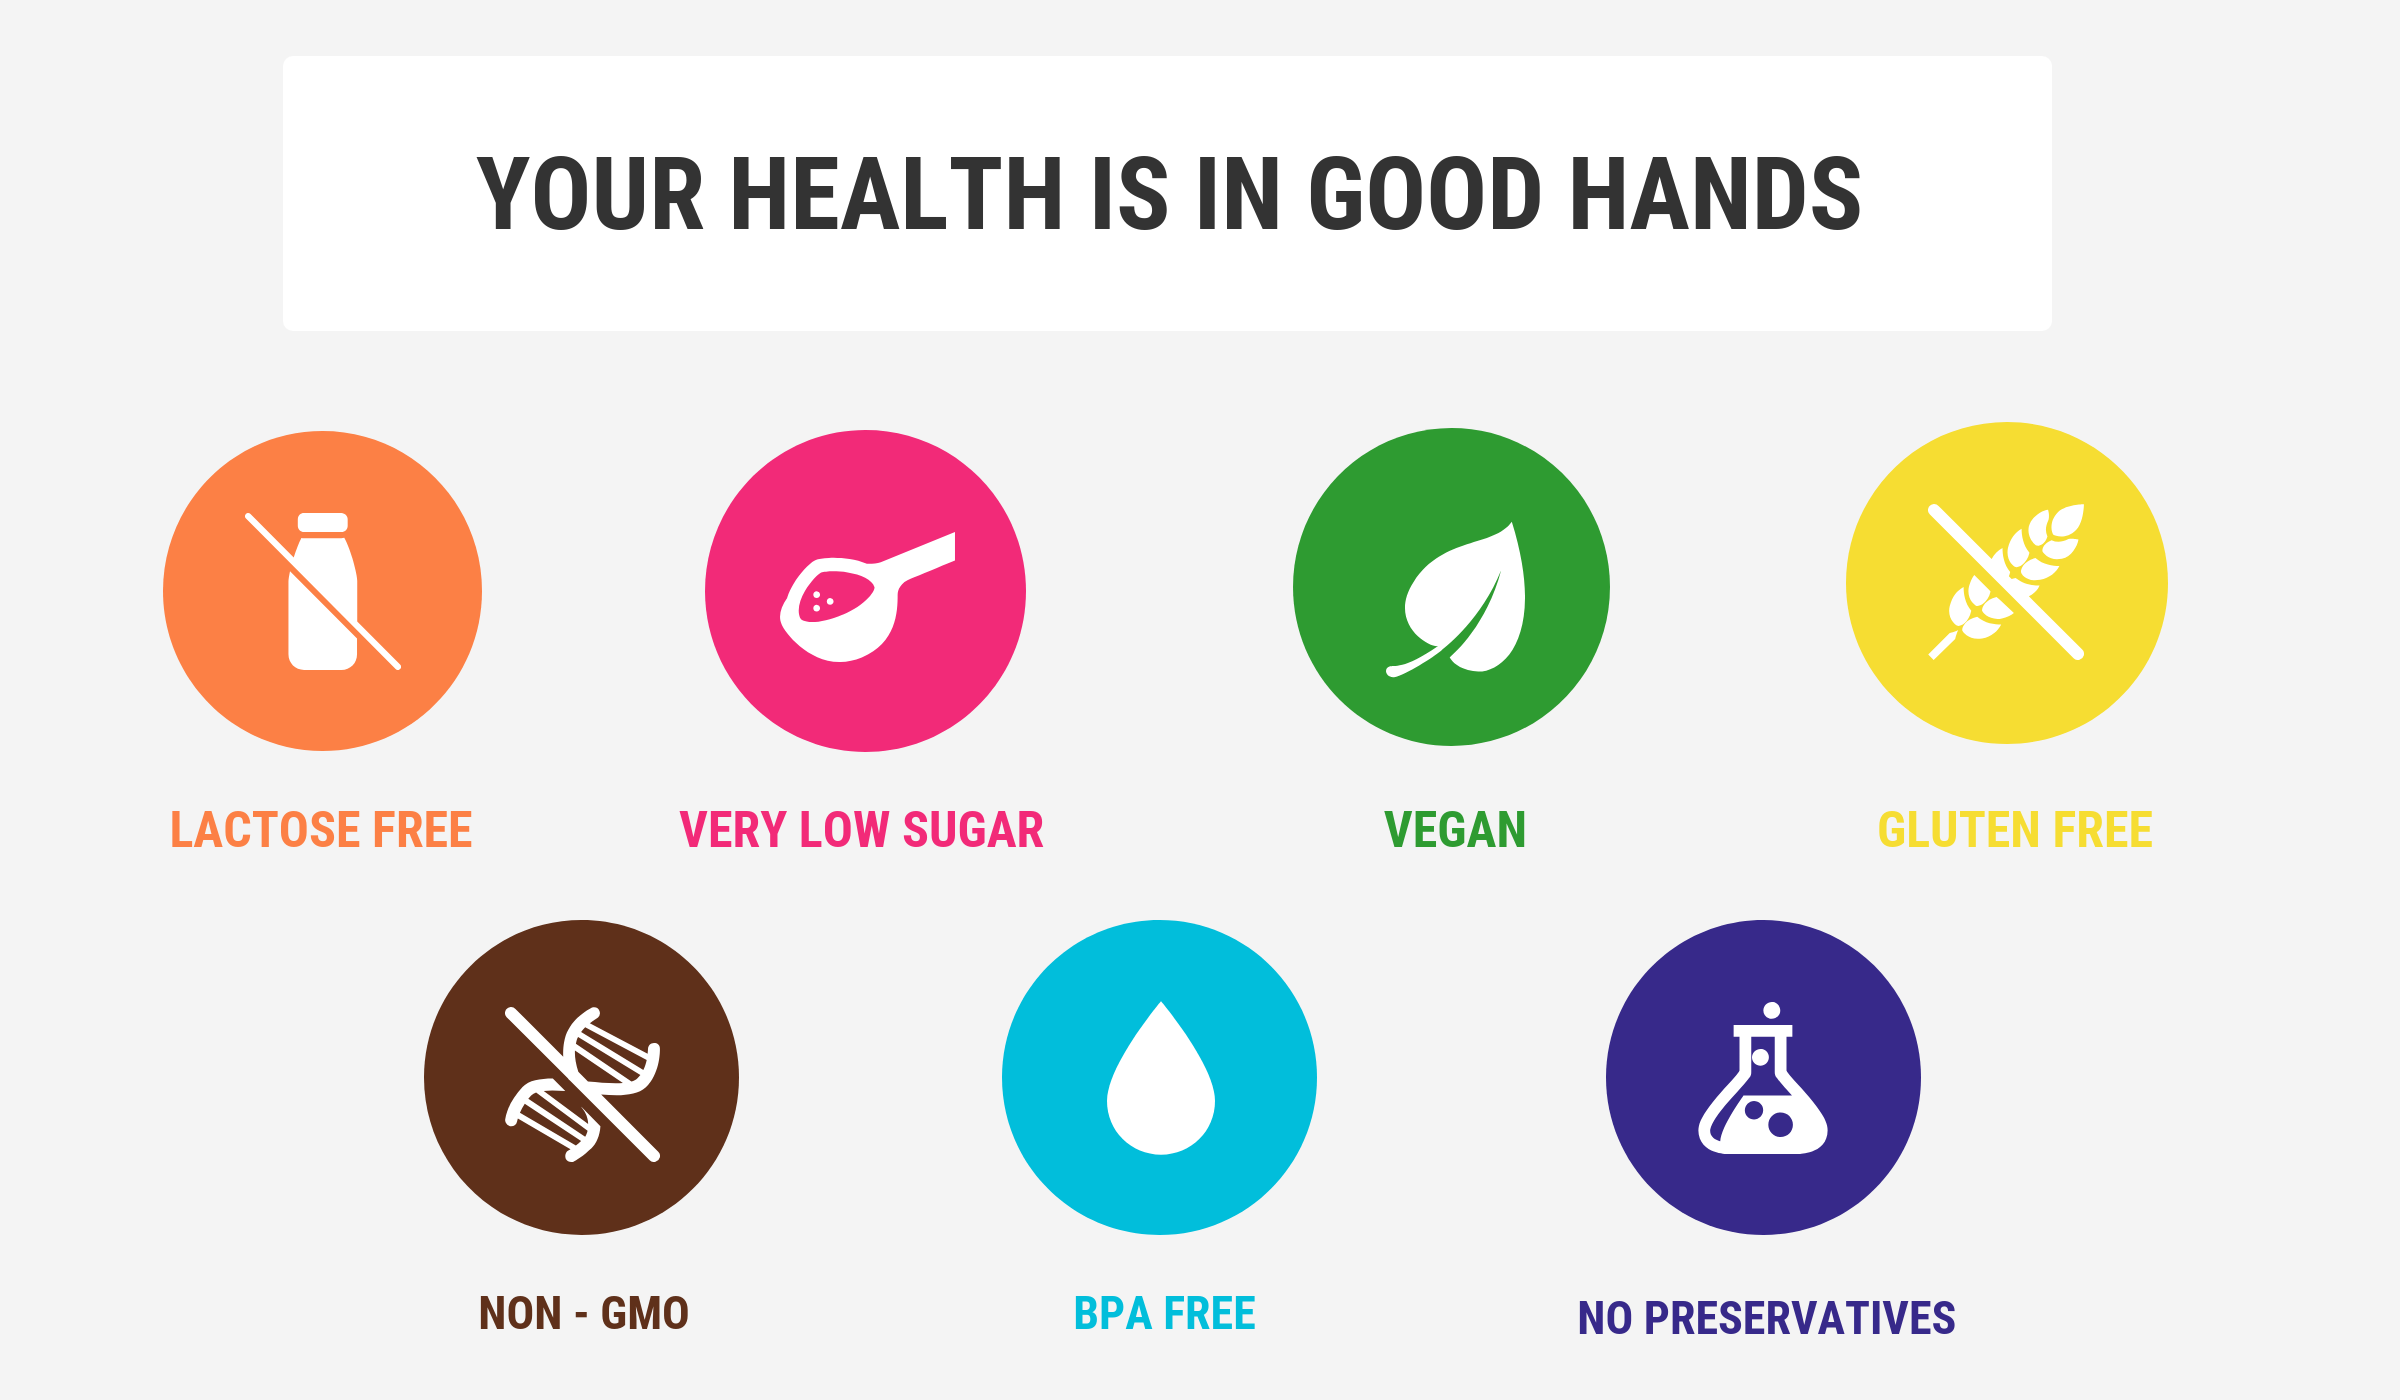 YOUR HEALTH IS IN GOOD HANDS
LACTOSE FREE
VERY LOW SUGAR
VEGAN
GLUTEN FREE
NON - GMO
BPA FREE
NO PRESERVATIVES